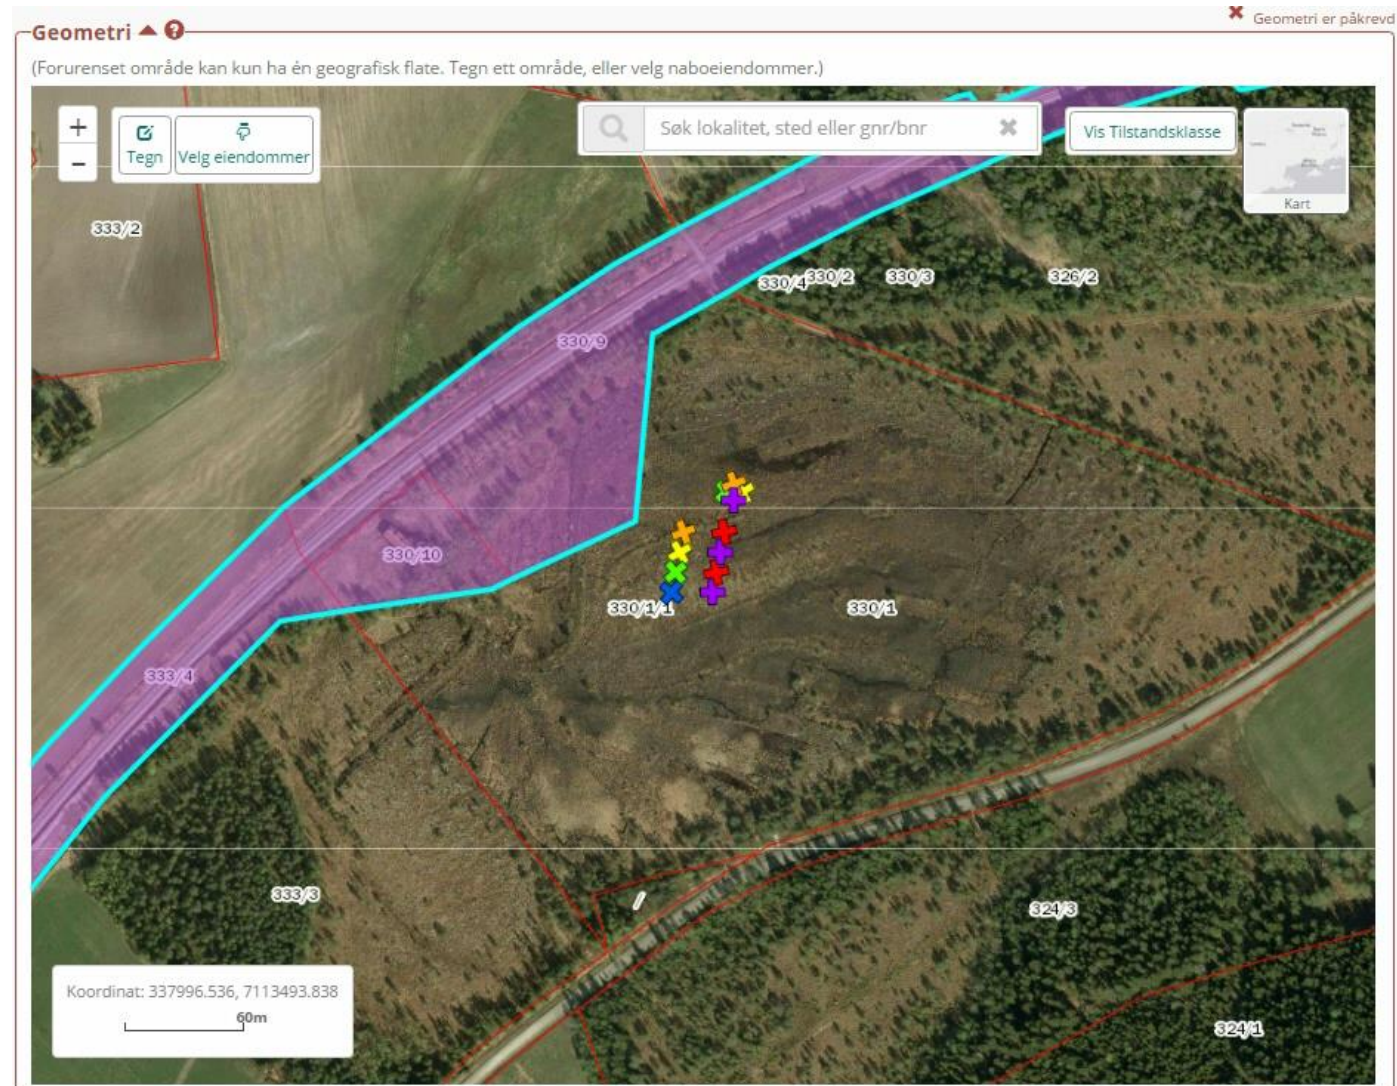 Geometri er påkrevd
Geometri
(Forurenset område kan kun ha én geografisk flate. Tegn ett område, eller velg naboeiendommer.)
+
−
Tegn
Velg eiendommer
Søk lokalitet, sted eller gnr/bnr
Vis Tilstandsklasse
Kart
333/2
330/4
330/2
330/3
326/2
330/9
330/10
330/1/1
330/1
333/4
333/3
324/3
324/1
/
Koordinat: 337996.536, 7113493.838
60m